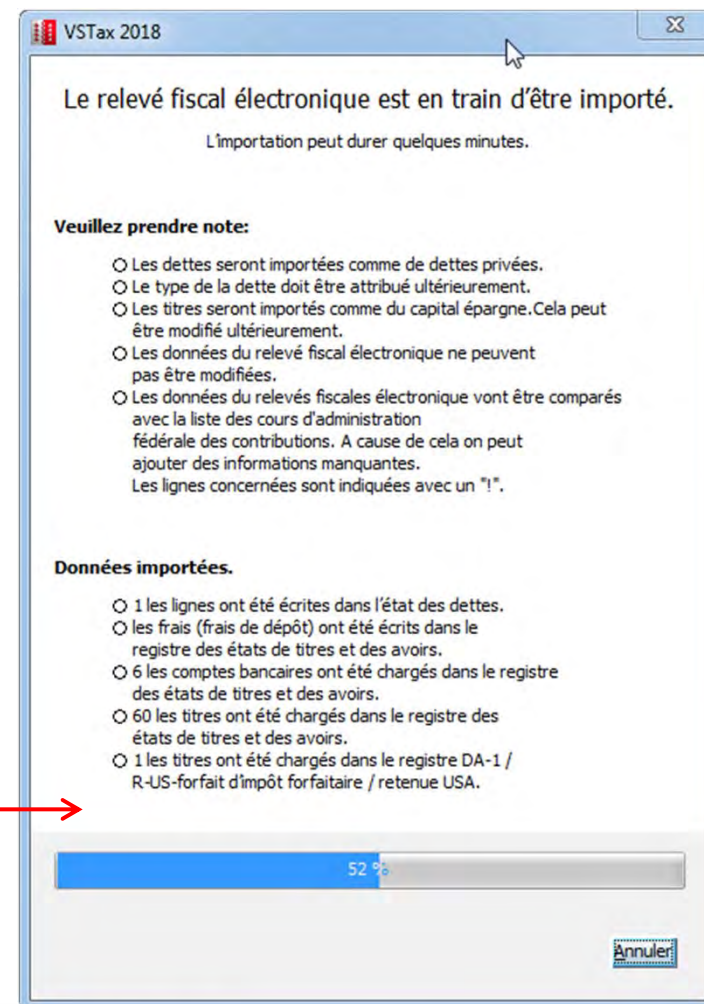 VSTax 2018
Le relevé fiscal électronique est en train d'être importé.
L'importation peut durer quelques minutes.
Veuillez prendre note:
Les dettes seront importées comme de dettes privées.
Le type de la dette doit être attribué ultérieurement.
Les titres seront importés comme du capital épargne.Cela peut
être modifié ultérieurement.
Les données du relevé fiscal électronique ne peuvent
pas être modifiées.
Les données du relevés fiscales électronique vont être comparés
avec la liste des cours d'administration
fédérale des contributions. A cause de cela on peut
ajouter des informations manquantes.
Les lignes concernées sont indiquées avec un "!".
Données importées.
1 les lignes ont été écrites dans l'état des dettes.
les frais (frais de dépôt) ont été écrits dans le
registre des états de titres et des avoirs.
6 les comptes bancaires ont été chargés dans le registre
des états de titres et des avoirs.
60 les titres ont été chargés dans le registre des
états de titres et des avoirs.
1 les titres ont été chargés dans le registre DA-1 /
R-US-forfait d'impôt forfaitaire / retenue USA.
52 %
Annuler